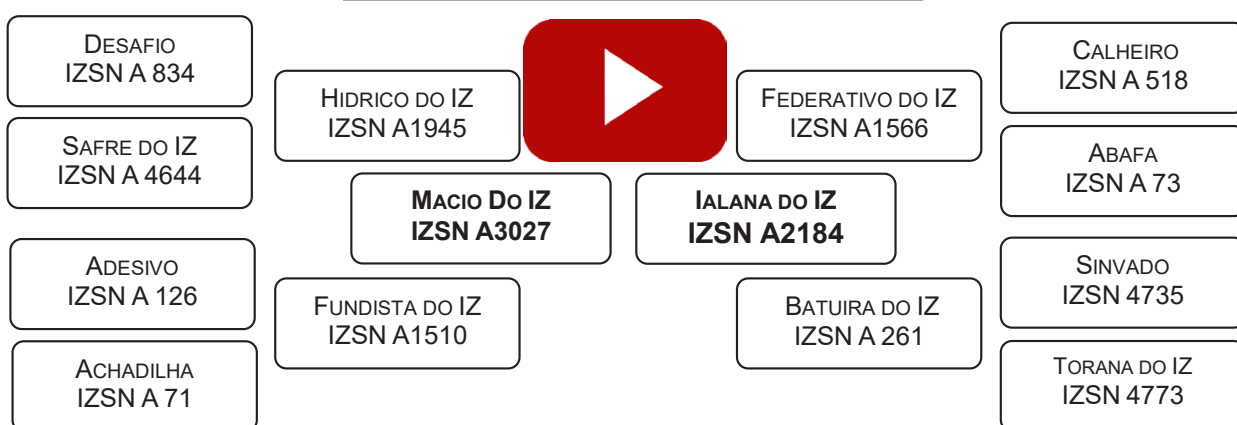 DESAFIO
IZSN A 834
SAFRE DO IZ
IZSN A 4644
ADESIVO
IZSN A 126
ACHADILHA
IZSN A 71
HIDRICO DO IZ
IZSN A1945
FUNDISTA DO IZ
IZSN A1510
MACIO DO IZ
IZSN A3027
IALANA DO IZ
IZSN A2184
FEDERATIVO DO IZ
IZSN A1566
BATUIRA DO IZ
IZSN A 261
CALHEIRO
IZSN A 518
ABAFA
IZSN A 73
SINVADO
IZSN 4735
TORANA DO IZ
IZSN 4773